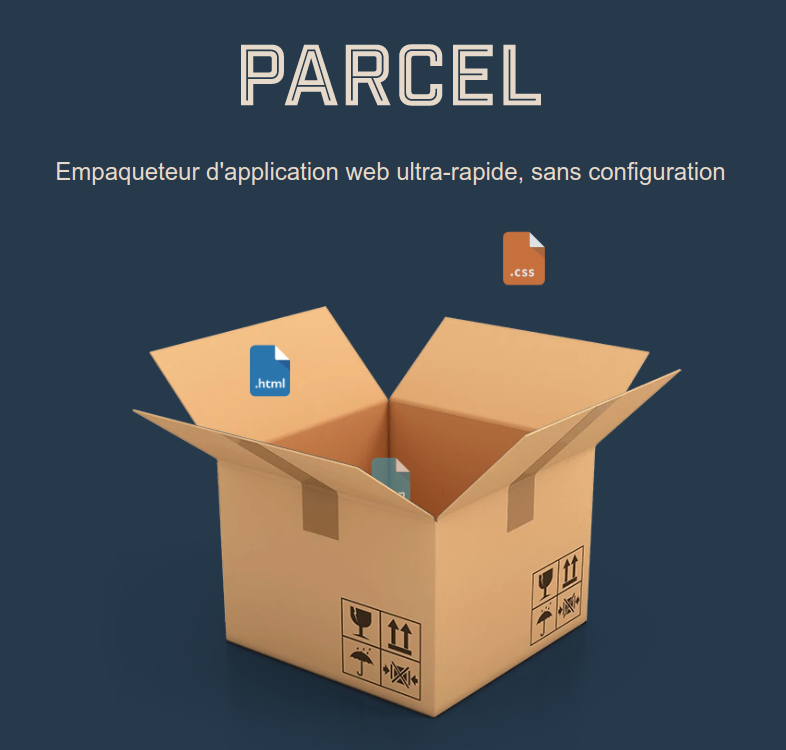 PARCEL
Empaqueteur d'application web ultra-rapide, sans configuration
.css
.html